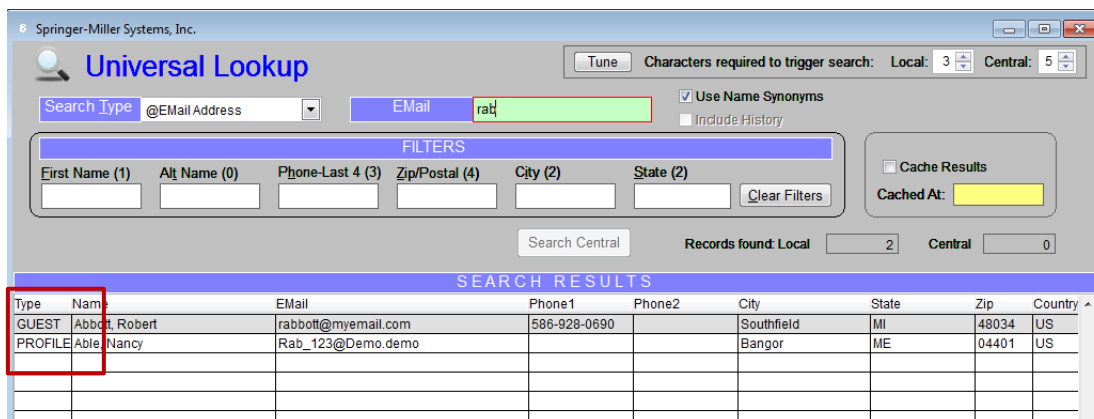 6 Springer-Miller Systems, Inc.
Universal Lookup
Tune Characters required to trigger search: Local: 3 Central: 5
Search Type @EMail Address EMail rab Use Name Synonyms
Include History
FILTERS
First Name (1) Alt Name (0) Phone-Last 4 (3) Zip/Postal (4) City (2) State (2) Cache Results
Clear Filters Cached At:
Search Central Records found: Local 2 Central 0
SEARCH RESULTS
Type Name EMail Phone1 Phone2 City State Zip Country
GUEST Abbott, Robert rabbott@myemail.com 586-928-0690 Southfield MI 48034 US
PROFILE Able, Nancy Rab_123@Demo.demo Bangor ME 04401 US